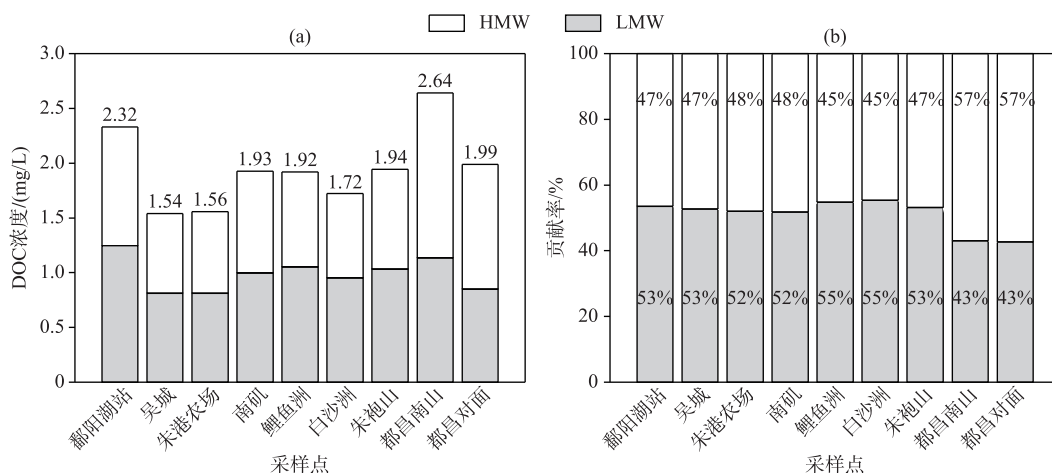 HMW LMW
(a)
3.0
2.5
2.0
1.5
1.0
0.5
0
DOC浓度/(mg/L)
2.32
1.54
1.56
1.93
1.92
1.72
1.94
2.64
1.99
鄱阳湖站
吴城
朱港农场
南矶
鲤鱼洲
白沙洲
朱袍山
都昌南山
都昌对面
采样点
(b)
100
80
60
40
20
0
贡献率/%
47% 47% 48% 48% 45% 45% 47% 57% 57%
53% 53% 52% 52% 55% 55% 53% 43% 43%
鄱阳湖站
吴城
朱港农场
南矶
鲤鱼洲
白沙洲
朱袍山
都昌南山
都昌对面
采样点